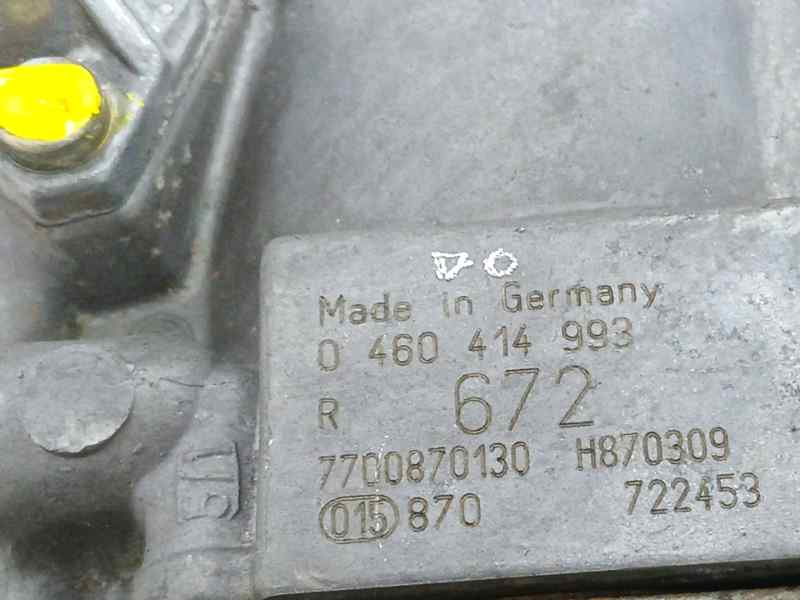 Made in Germany
0 460 414 993
R 672
7700870130 H870309
015 870 722453